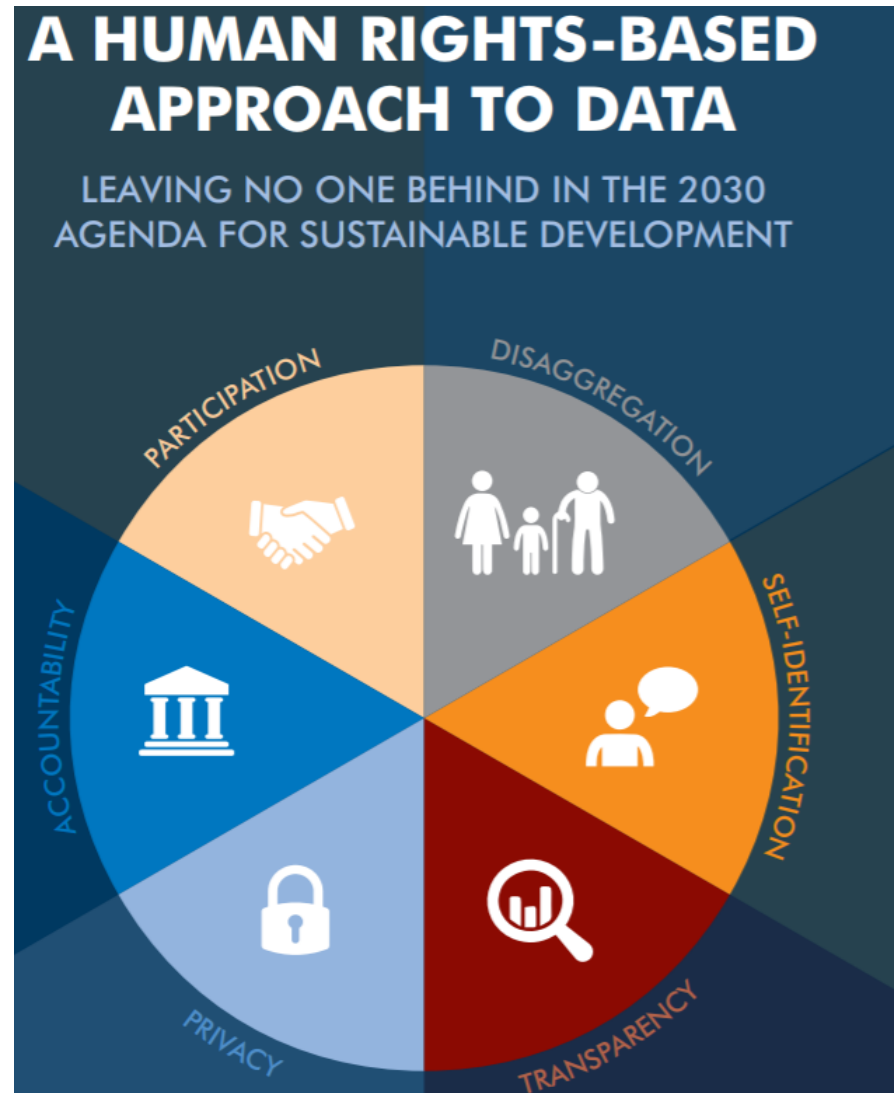 A HUMAN RIGHTS-BASED
APPROACH TO DATA
LEAVING NO ONE BEHIND IN THE 2030
AGENDA FOR SUSTAINABLE DEVELOPMENT
PARTICIPATION
DISAGGREGATION
SELF-IDENTIFICATION
TRANSPARENCY
PRIVACY
ACCOUNTABILITY